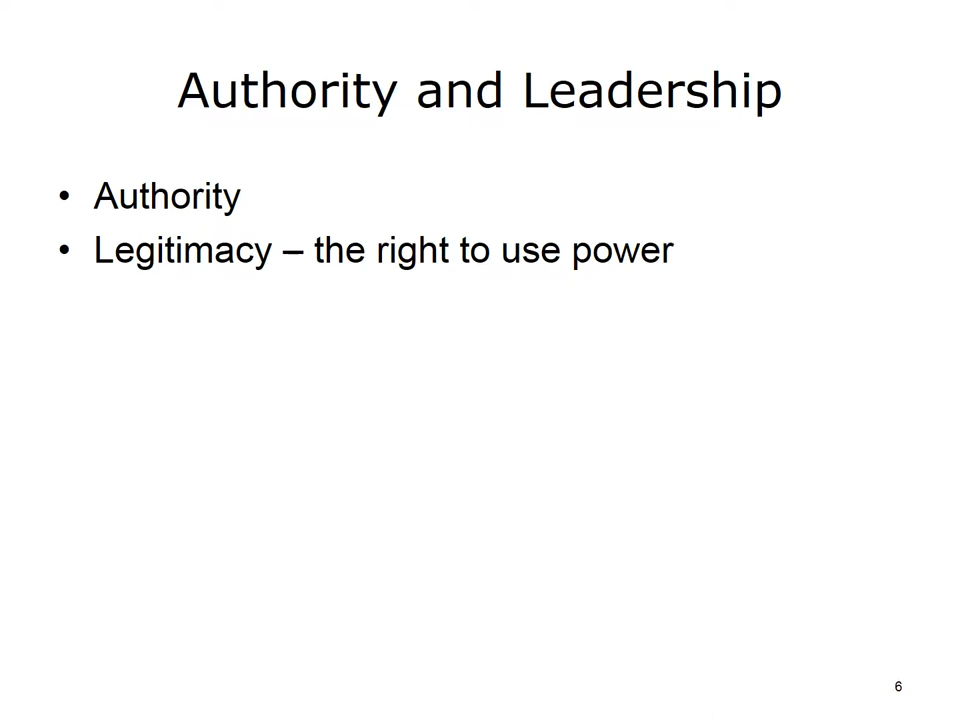 Authority and Leadership
• Authority
• Legitimacy – the right to use power
6